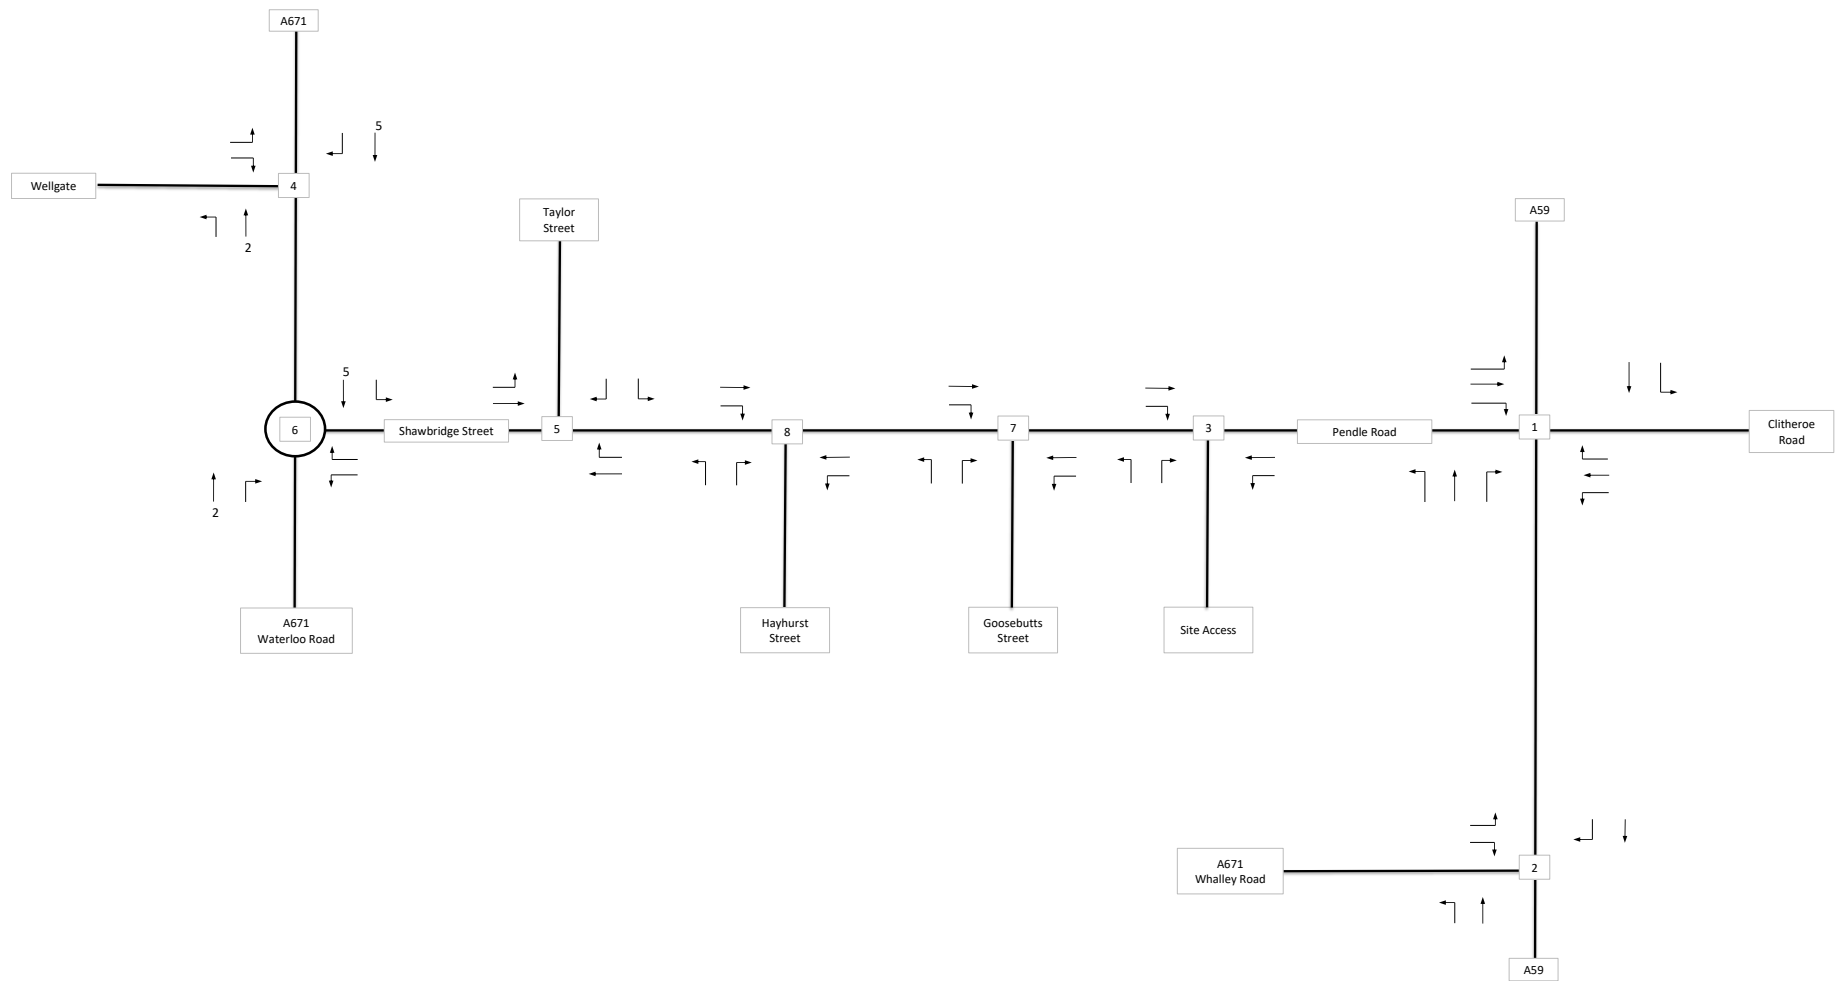 A671
5
Wellgate
4
2
Taylor
Street
A59
5
6
Shawbridge Street
5
8
7
3
Pendle Road
1
Clitheroe
Road
2
A671
Waterloo Road
Hayhurst
Street
Goosebutts
Street
Site Access
A671
Whalley Road
2
A59